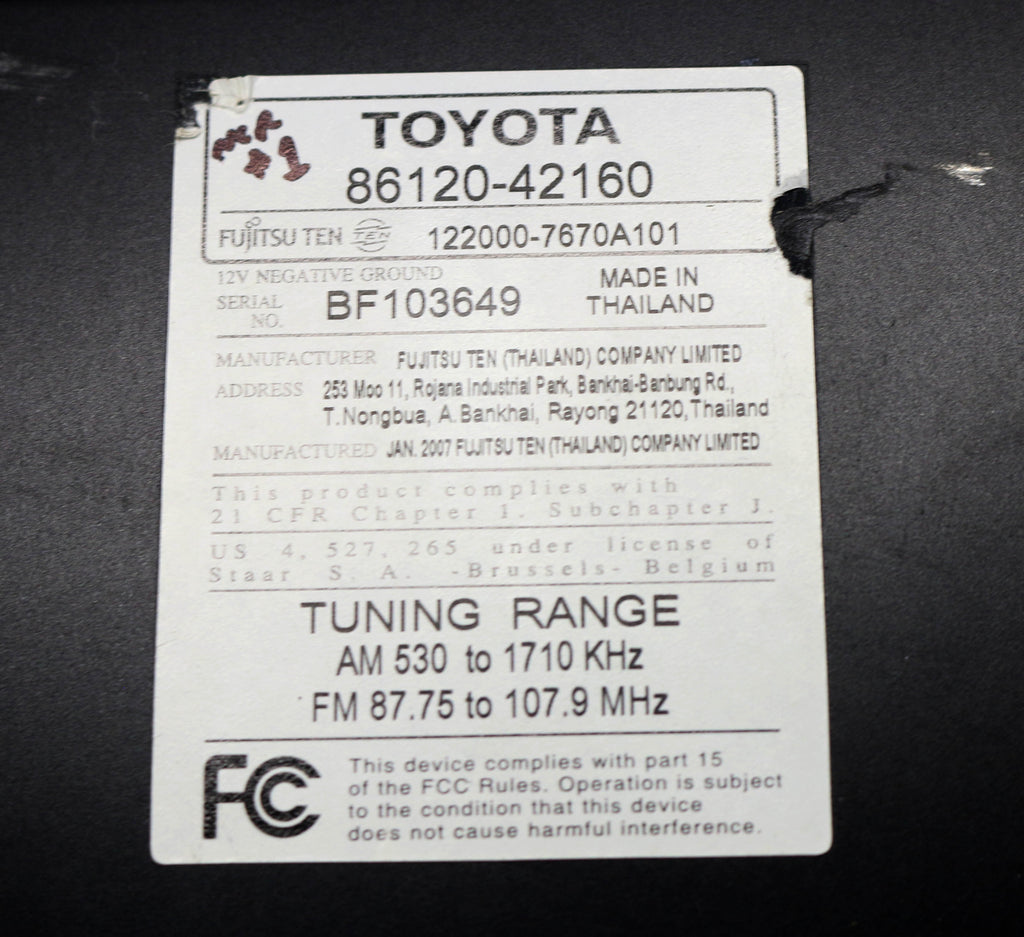 TOYOTA
86120-42160
FUJITSU TEN TEN 122000-7670A101
12V NEGATIVE GROUND
SERIAL NO. BF103649
MADE IN THAILAND
MANUFACTURER FUJITSU TEN (THAILAND) COMPANY LIMITED
ADDRESS 253 Moo 11, Rojana Industrial Park, Bankhai-Banbung Rd.,
T.Nongbua, A.Bankhai, Rayong 21120,Thailand
MANUFACTURED JAN. 2007 FUJITSU TEN (THAILAND) COMPANY LIMITED
This product complies with
21 CFR Chapter 1. Subchapter J.
US 4, 527, 265 under license of
Staar S. A. -Brussels- Belgium
TUNING RANGE
AM 530 to 1710 KHz
FM 87.75 to 107.9 MHz
FC
This device complies with part 15
of the FCC Rules. Operation is subject
to the condition that this device
does not cause harmful interference.